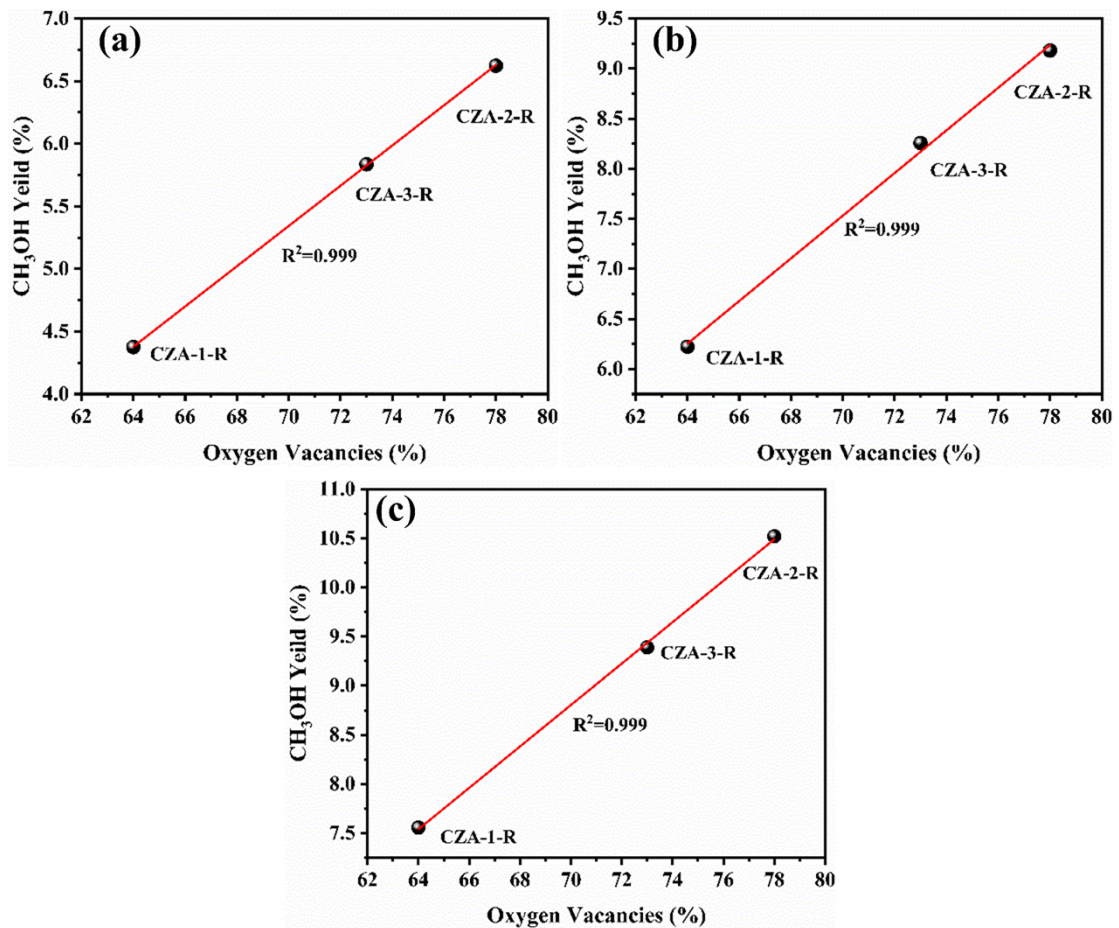 (a)
CH₃OH Yeild (%)
7.0
6.5
6.0
5.5
5.0
4.5
4.0
CZA-2-R
CZA-3-R
R²=0.999
CZA-1-R
62 64 66 68 70 72 74 76 78 80
Oxygen Vacancies (%)
(b)
CH₃OH Yeild (%)
9.5
9.0
8.5
8.0
7.5
7.0
6.5
6.0
CZA-2-R
CZA-3-R
R²=0.999
CZA-1-R
62 64 66 68 70 72 74 76 78 80
Oxygen Vacancies (%)
(c)
CH₃OH Yeild (%)
11.0
10.5
10.0
9.5
9.0
8.5
8.0
7.5
CZA-2-R
CZA-3-R
R²=0.999
CZA-1-R
62 64 66 68 70 72 74 76 78 80
Oxygen Vacancies (%)